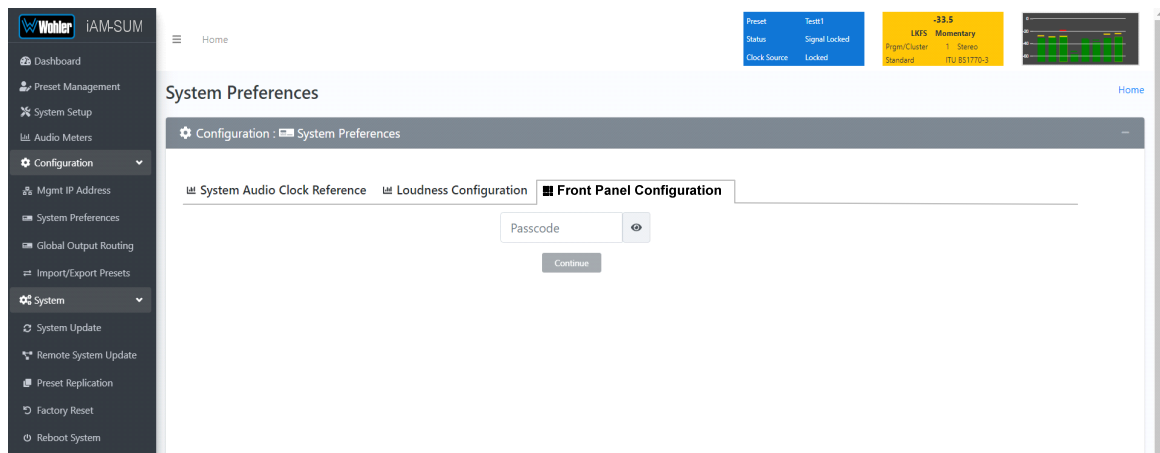 Wohler iAM-SUM
Dashboard
Preset Management
System Setup
Audio Meters
Configuration
Mgmt IP Address
System Preferences
Global Output Routing
Import/Export Presets
System
System Update
Remote System Update
Preset Replication
Factory Reset
Reboot System
Home
Preset Testt1
Status Signal Locked
Clock Source Locked
-33.5
LKFS Momentary
Prgm/Cluster 1 Stereo
Standard ITU BS1770-3
System Preferences
Home
Configuration : System Preferences
System Audio Clock Reference Loudness Configuration Front Panel Configuration
Passcode
Continue